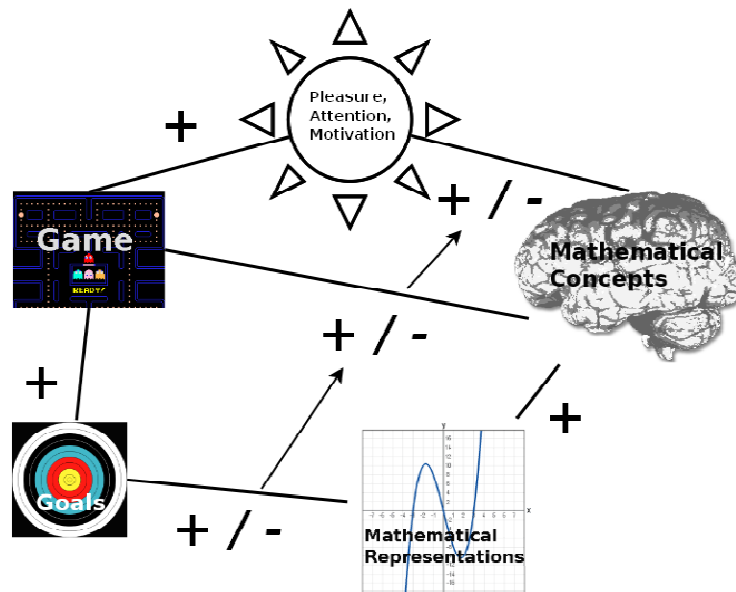 Pleasure,
Attention,
Motivation
+
+ / -
Game
READY!
Mathematical
Concepts
+ / -
+
+
Goals
+ / -
y
x
Mathematical
Representations